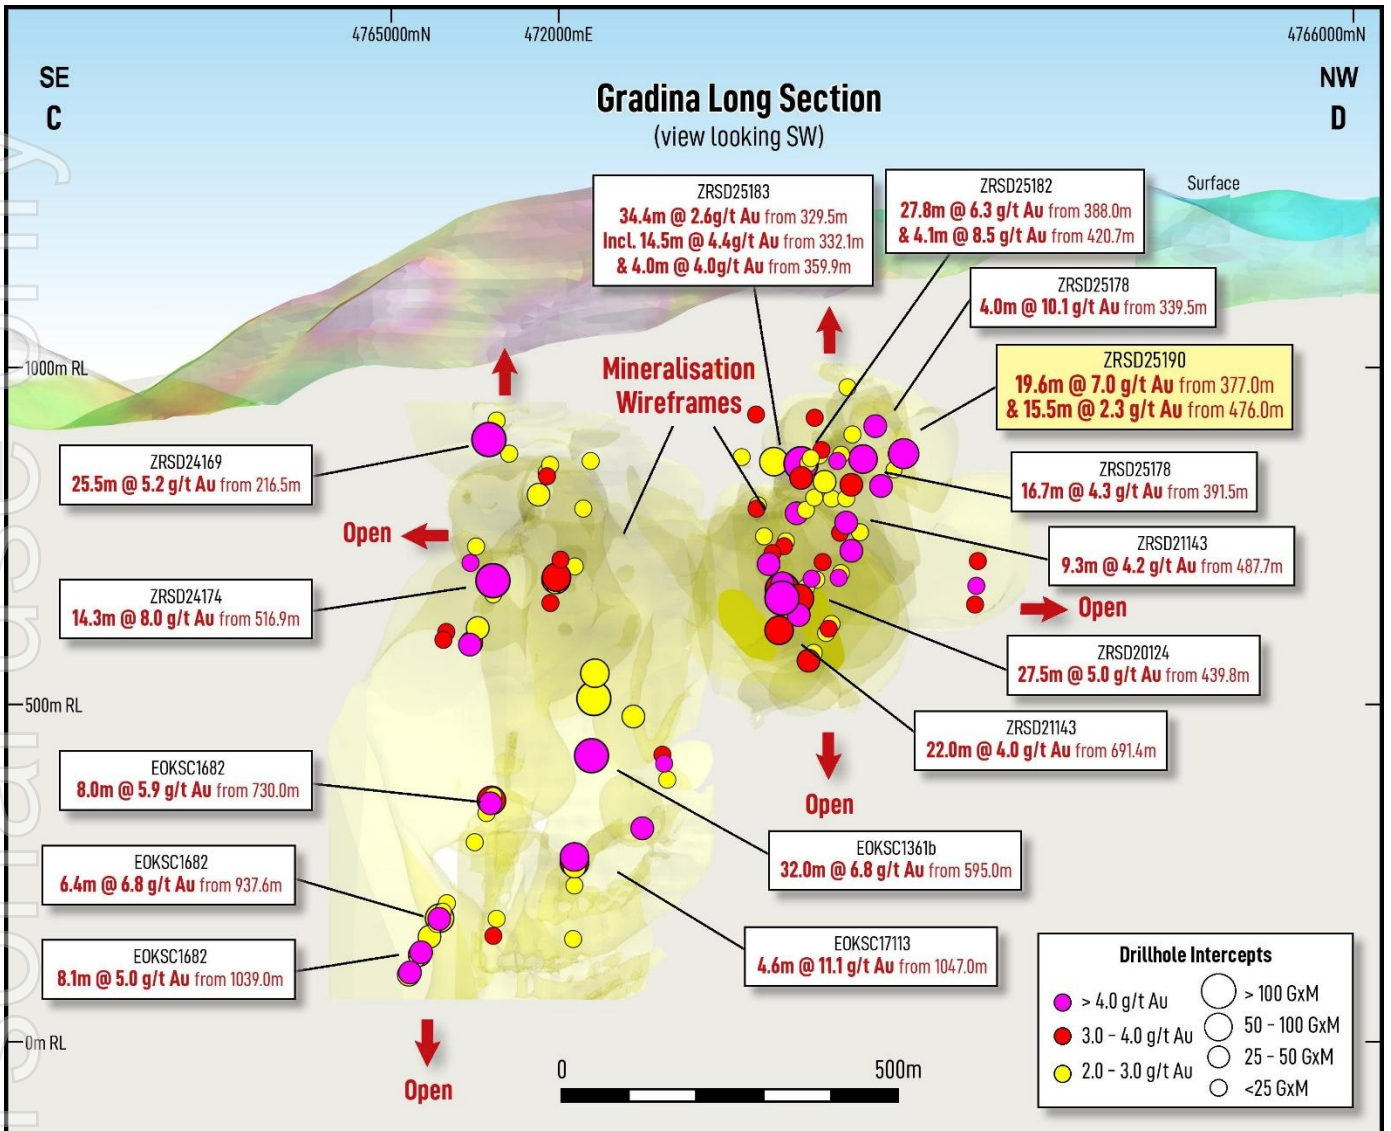 4765000mN
472000mE
4766000mN
SE
C
NW
D
Gradina Long Section
(view looking SW)
Surface
ZRSD25183
34.4m @ 2.6g/t Au from 329.5m
Incl. 14.5m @ 4.4g/t Au from 332.1m
& 4.0m @ 4.0g/t Au from 359.9m
ZRSD25182
27.8m @ 6.3 g/t Au from 388.0m
& 4.1m @ 8.5 g/t Au from 420.7m
ZRSD25178
4.0m @ 10.1 g/t Au from 339.5m
1000m RL
Mineralisation
Wireframes
ZRSD25190
19.6m @ 7.0 g/t Au from 377.0m
& 15.5m @ 2.3 g/t Au from 476.0m
ZRSD24169
25.5m @ 5.2 g/t Au from 216.5m
ZRSD25178
16.7m @ 4.3 g/t Au from 391.5m
Open
ZRSD21143
9.3m @ 4.2 g/t Au from 487.7m
ZRSD24174
14.3m @ 8.0 g/t Au from 516.9m
Open
ZRSD20124
27.5m @ 5.0 g/t Au from 439.8m
500m RL
ZRSD21143
22.0m @ 4.0 g/t Au from 691.4m
EOKSC1682
8.0m @ 5.9 g/t Au from 730.0m
Open
EOKSC1361b
32.0m @ 6.8 g/t Au from 595.0m
EOKSC1682
6.4m @ 6.8 g/t Au from 937.6m
EOKSC17113
4.6m @ 11.1 g/t Au from 1047.0m
EOKSC1682
8.1m @ 5.0 g/t Au from 1039.0m
Drillhole Intercepts
> 4.0 g/t Au
3.0 - 4.0 g/t Au
2.0 - 3.0 g/t Au
> 100 GxM
50 - 100 GxM
25 - 50 GxM
<25 GxM
0m RL
Open
0
500m